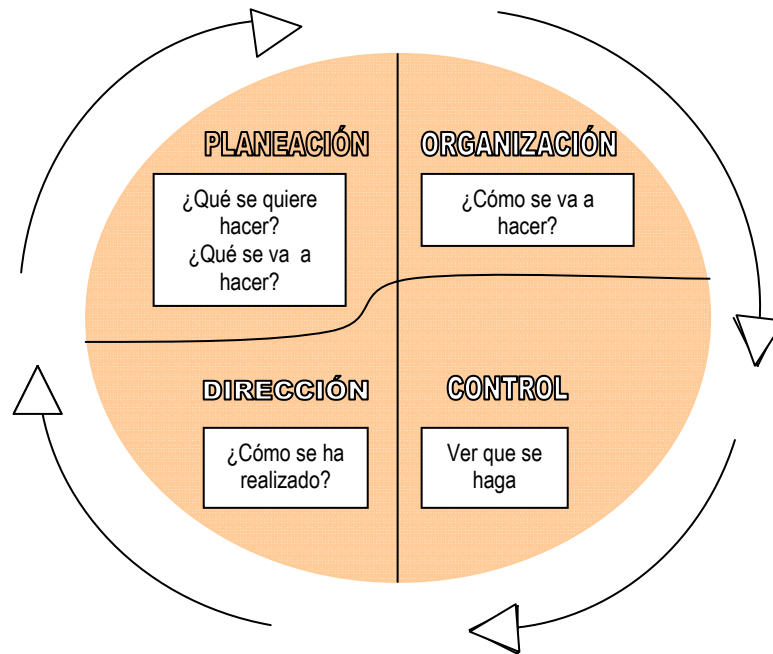 PLANEACIÓN
¿Qué se quiere
hacer?
¿Qué se va a
hacer?
ORGANIZACIÓN
¿Cómo se va a
hacer?
DIRECCIÓN
¿Cómo se ha
realizado?
CONTROL
Ver que se
haga